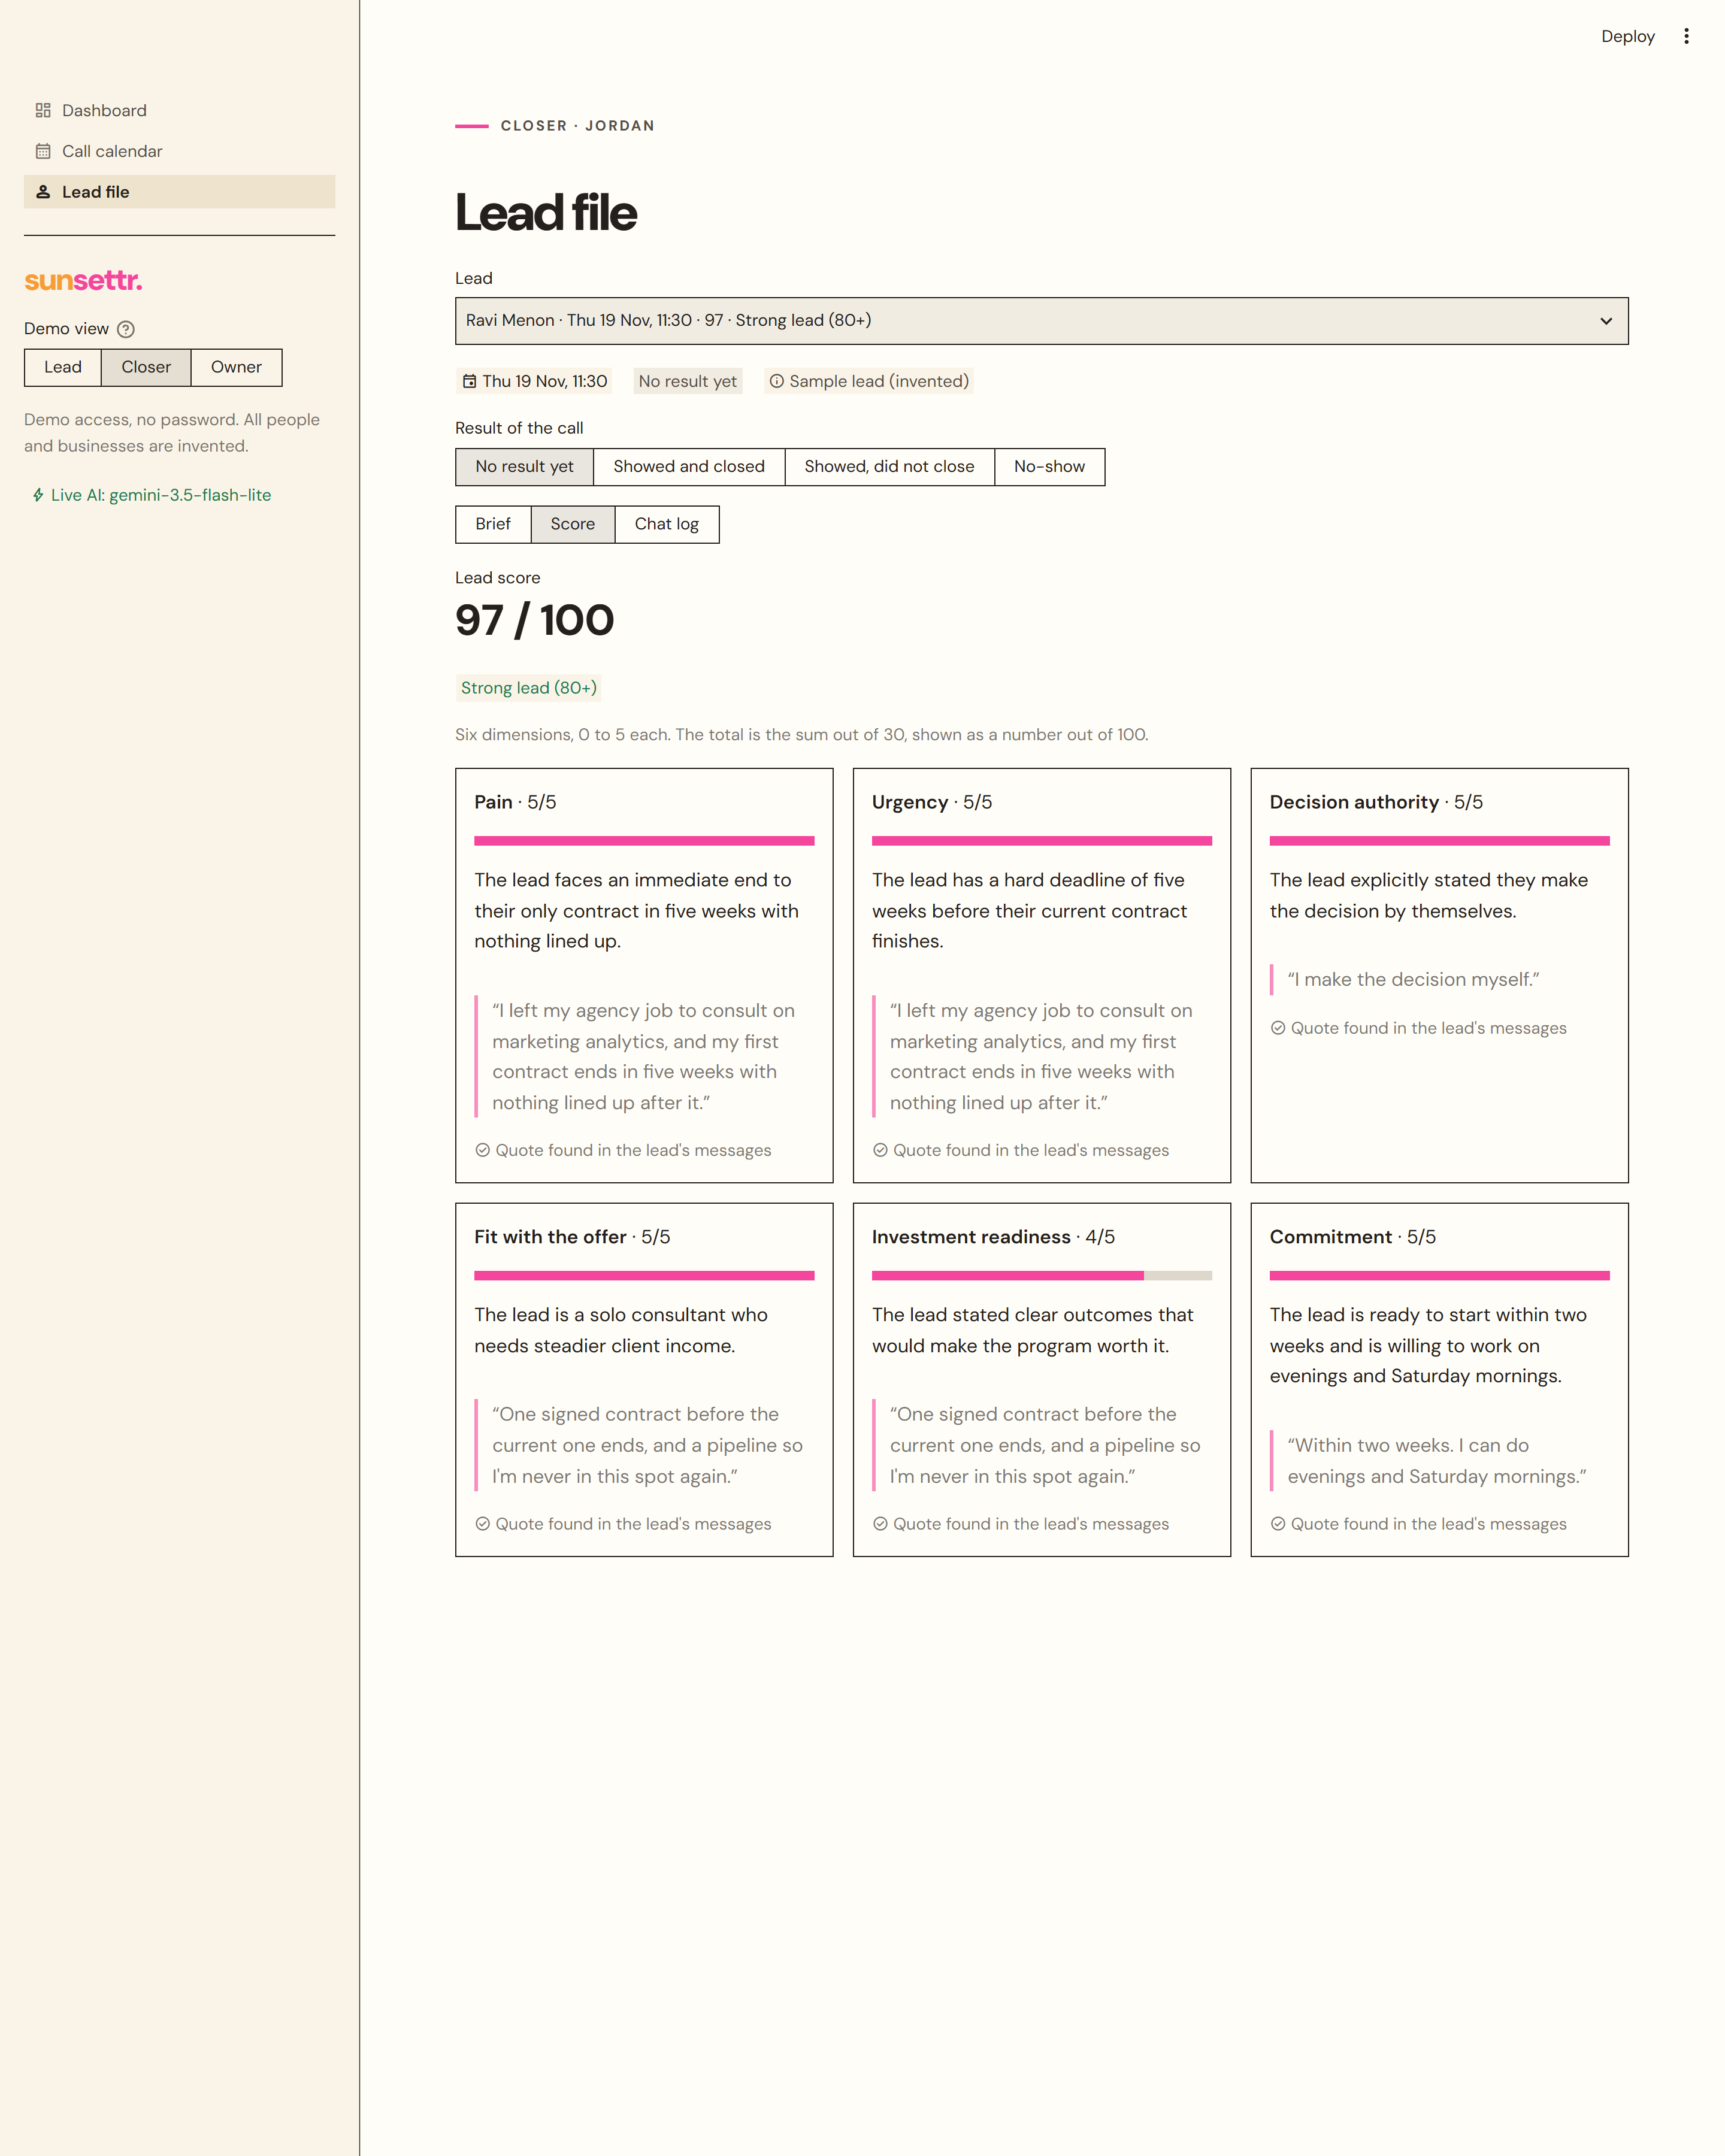 Deploy
Dashboard
Call calendar
Lead file
sunsettr.
Demo view
Lead
Closer
Owner
Demo access, no password. All people
and businesses are invented.
Live AI: gemini-3.5-flash-lite
CLOSER · JORDAN
Lead file
Lead
Ravi Menon · Thu 19 Nov, 11:30 · 97 · Strong lead (80+)
Thu 19 Nov, 11:30
No result yet
Sample lead (invented)
Result of the call
No result yet
Showed and closed
Showed, did not close
No-show
Brief
Score
Chat log
Lead score
97 / 100
Strong lead (80+)
Six dimensions, 0 to 5 each. The total is the sum out of 30, shown as a number out of 100.
Pain · 5/5
The lead faces an immediate end to
their only contract in five weeks with
nothing lined up.
“I left my agency job to consult on
marketing analytics, and my first
contract ends in five weeks with
nothing lined up after it.”
Quote found in the lead's messages
Urgency · 5/5
The lead has a hard deadline of five
weeks before their current contract
finishes.
“I left my agency job to consult on
marketing analytics, and my first
contract ends in five weeks with
nothing lined up after it.”
Quote found in the lead's messages
Decision authority · 5/5
The lead explicitly stated they make
the decision by themselves.
“I make the decision myself.”
Quote found in the lead's messages
Fit with the offer · 5/5
The lead is a solo consultant who
needs steadier client income.
“One signed contract before the
current one ends, and a pipeline so
I'm never in this spot again.”
Quote found in the lead's messages
Investment readiness · 4/5
The lead stated clear outcomes that
would make the program worth it.
“One signed contract before the
current one ends, and a pipeline so
I'm never in this spot again.”
Quote found in the lead's messages
Commitment · 5/5
The lead is ready to start within two
weeks and is willing to work on
evenings and Saturday mornings.
“Within two weeks. I can do
evenings and Saturday mornings.”
Quote found in the lead's messages